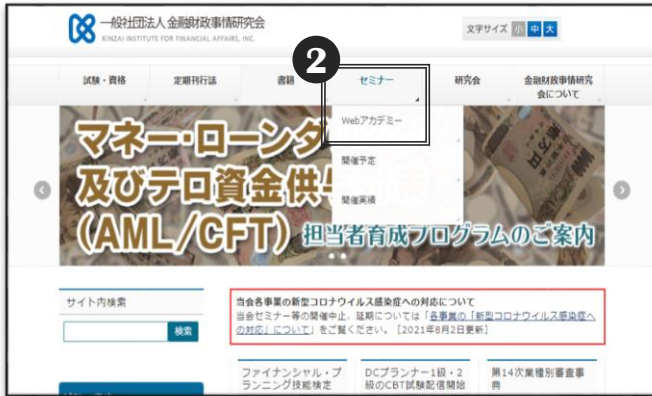 一般社団法人 金融財政事情研究会
KINZAI INSTITUTE FOR FINANCIAL AFFAIRS, INC.
文字サイズ 小 中 大
2
試験・資格 定期刊行誌 書籍 セミナー 研究会 金融財政事情研究会について
Webアカデミー
開催予定
開催実績
マネー・ローンダ
及びテロ資金供
(AML/CFT) 担当者育成プログラムのご案内
サイト内検索
検索
当会各事業の新型コロナウイルス感染症への対応について
当会セミナー等の開催中止、延期については「各事業の「新型コロナウイルス感染症へ
の対応」について」をご覧ください。［2021年8月2日更新］
ファイナンシャル・プ
ランニング技能検定
DCプランナー1級・2
級のCBT試験配信開始
第14次業種別審査事
典